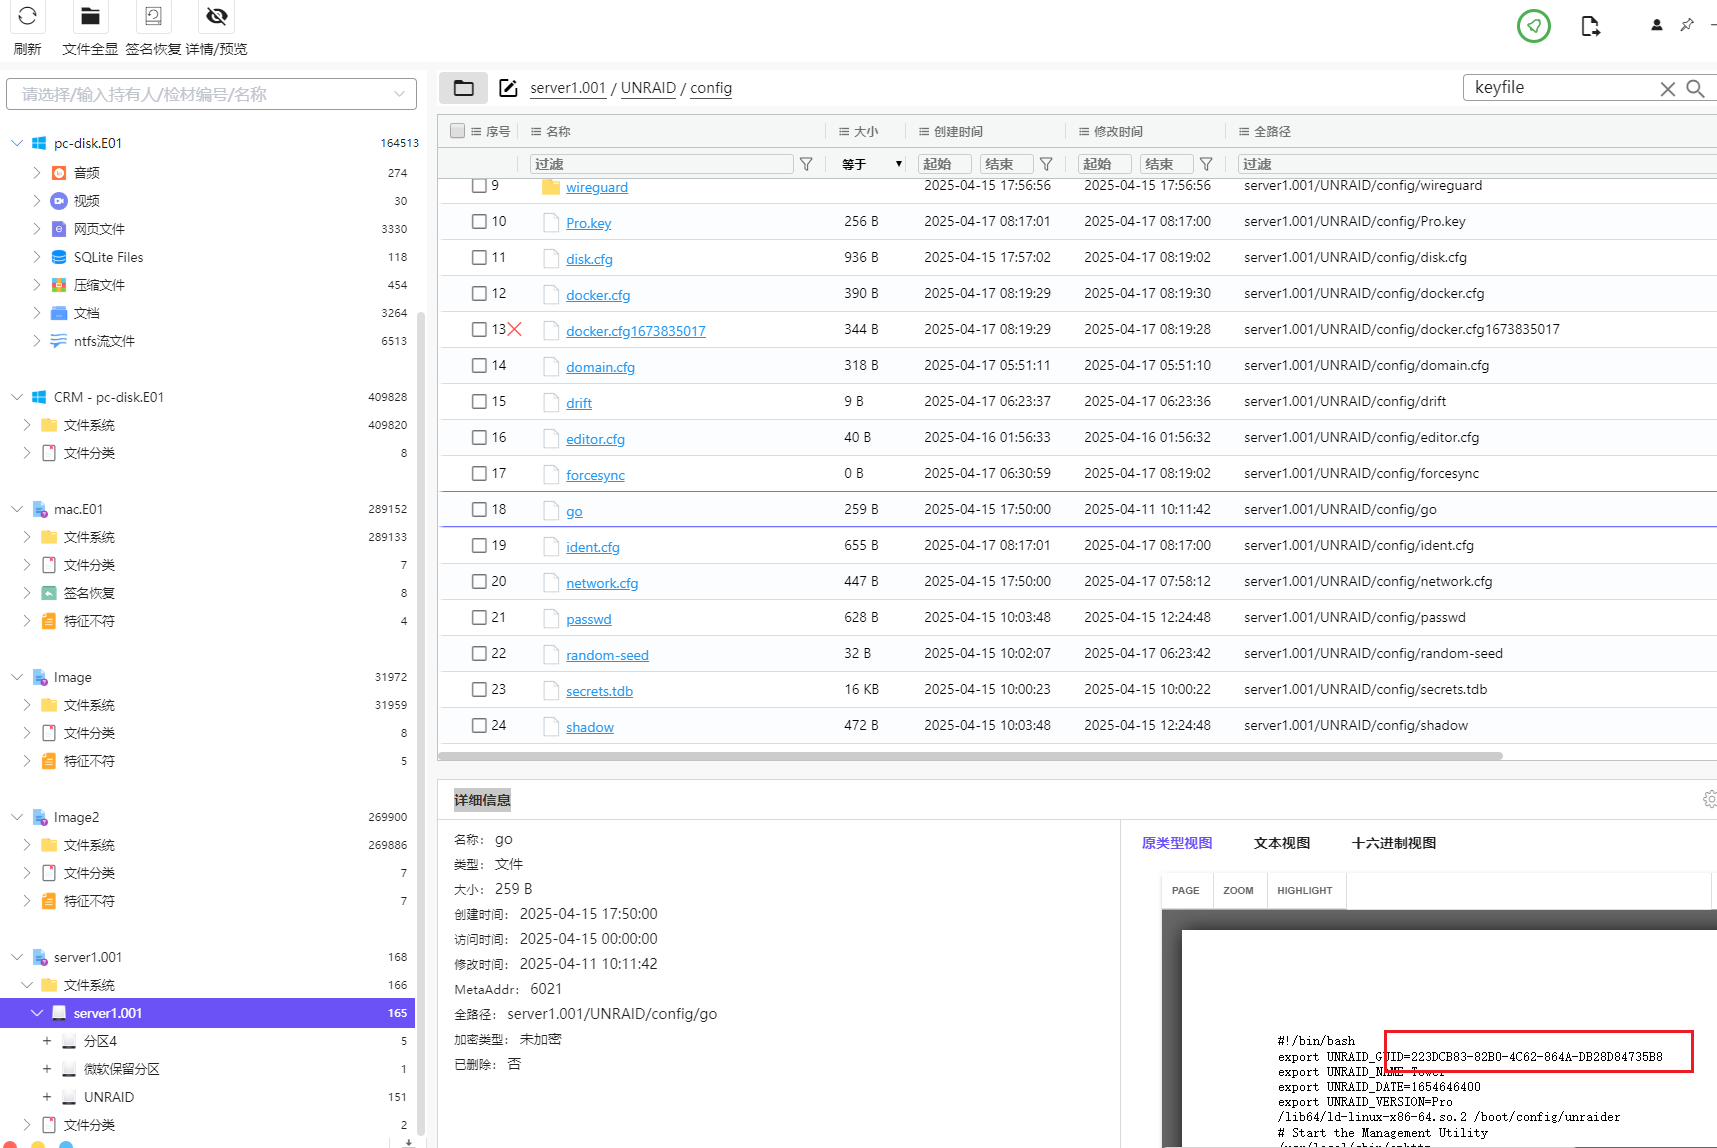 刷新
文件全显
签名恢复
详情/预览
请选择/输入持有人/检材编号/名称
pc-disk.E01 164513
音频 274
视频 30
网页文件 3330
SQLite Files 118
压缩文件 454
文档 3264
ntfs流文件 6513
CRM - pc-disk.E01 409828
文件系统 409820
文件分类 8
mac.E01 289152
文件系统 289133
文件分类 7
签名恢复 8
特征不符 4
Image 31972
文件系统 31959
文件分类 8
特征不符 5
Image2 269900
文件系统 269886
文件分类 7
特征不符 7
server1.001 168
文件系统 166
server1.001 165
分区4 5
微软保留分区 1
UNRAID 151
文件分类 2
server1.001 / UNRAID / config
keyfile
序号 名称 大小 创建时间 修改时间 全路径
过滤 等于 起始 结束 起始 结束 过滤
9 wireguard 2025-04-15 17:56:56 2025-04-15 17:56:56 server1.001/UNRAID/config/wireguard
10 Pro.key 256 B 2025-04-17 08:17:01 2025-04-17 08:17:00 server1.001/UNRAID/config/Pro.key
11 disk.cfg 936 B 2025-04-15 17:57:02 2025-04-17 08:19:02 server1.001/UNRAID/config/disk.cfg
12 docker.cfg 390 B 2025-04-17 08:19:29 2025-04-17 08:19:30 server1.001/UNRAID/config/docker.cfg
13 docker.cfg1673835017 344 B 2025-04-17 08:19:29 2025-04-17 08:19:28 server1.001/UNRAID/config/docker.cfg1673835017
14 domain.cfg 318 B 2025-04-17 05:51:11 2025-04-17 05:51:10 server1.001/UNRAID/config/domain.cfg
15 drift 9 B 2025-04-17 06:23:37 2025-04-17 06:23:36 server1.001/UNRAID/config/drift
16 editor.cfg 40 B 2025-04-16 01:56:33 2025-04-16 01:56:32 server1.001/UNRAID/config/editor.cfg
17 forcesync 0 B 2025-04-17 06:30:59 2025-04-17 08:19:02 server1.001/UNRAID/config/forcesync
18 go 259 B 2025-04-15 17:50:00 2025-04-11 10:11:42 server1.001/UNRAID/config/go
19 ident.cfg 655 B 2025-04-17 08:17:01 2025-04-17 08:17:00 server1.001/UNRAID/config/ident.cfg
20 network.cfg 447 B 2025-04-15 17:50:00 2025-04-17 07:58:12 server1.001/UNRAID/config/network.cfg
21 passwd 628 B 2025-04-15 10:03:48 2025-04-15 12:24:48 server1.001/UNRAID/config/passwd
22 random-seed 32 B 2025-04-15 10:02:07 2025-04-17 06:23:42 server1.001/UNRAID/config/random-seed
23 secrets.tdb 16 KB 2025-04-15 10:00:23 2025-04-15 10:00:22 server1.001/UNRAID/config/secrets.tdb
24 shadow 472 B 2025-04-15 10:03:48 2025-04-15 12:24:48 server1.001/UNRAID/config/shadow
详细信息
名称: go
类型: 文件
大小: 259 B
创建时间: 2025-04-15 17:50:00
访问时间: 2025-04-15 00:00:00
修改时间: 2025-04-11 10:11:42
MetaAddr: 6021
全路径: server1.001/UNRAID/config/go
加密类型: 未加密
已删除: 否
原类型视图 文本视图 十六进制视图
PAGE ZOOM HIGHLIGHT
#!/bin/bash
export UNRAID_GUID=223DCB83-82B0-4C62-864A-DB28D84735B8
export UNRAID_NAME=Tower
export UNRAID_DATE=1654646400
export UNRAID_VERSION=Pro
/lib64/ld-linux-x86-64.so.2 /boot/config/unraider
# Start the Management Utility